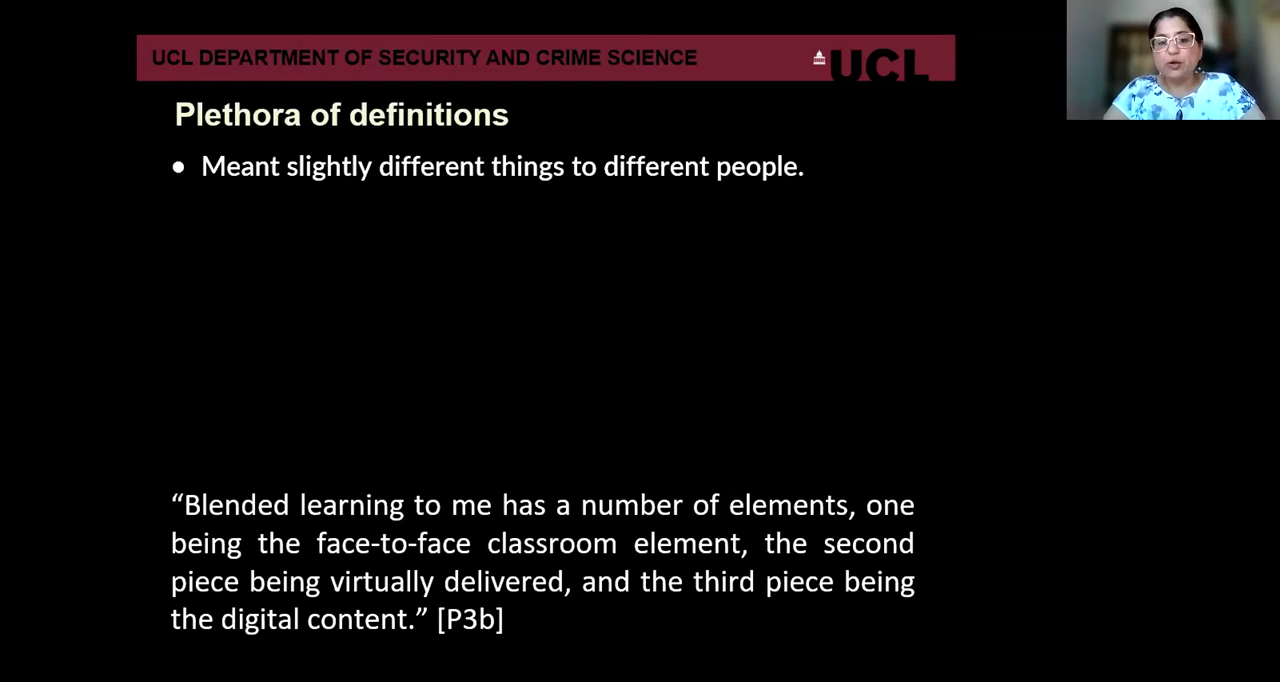 UCL DEPARTMENT OF SECURITY AND CRIME SCIENCE
UCL
Plethora of definitions
• Meant slightly different things to different people.
“Blended learning to me has a number of elements, one
being the face-to-face classroom element, the second
piece being virtually delivered, and the third piece being
the digital content.” [P3b]